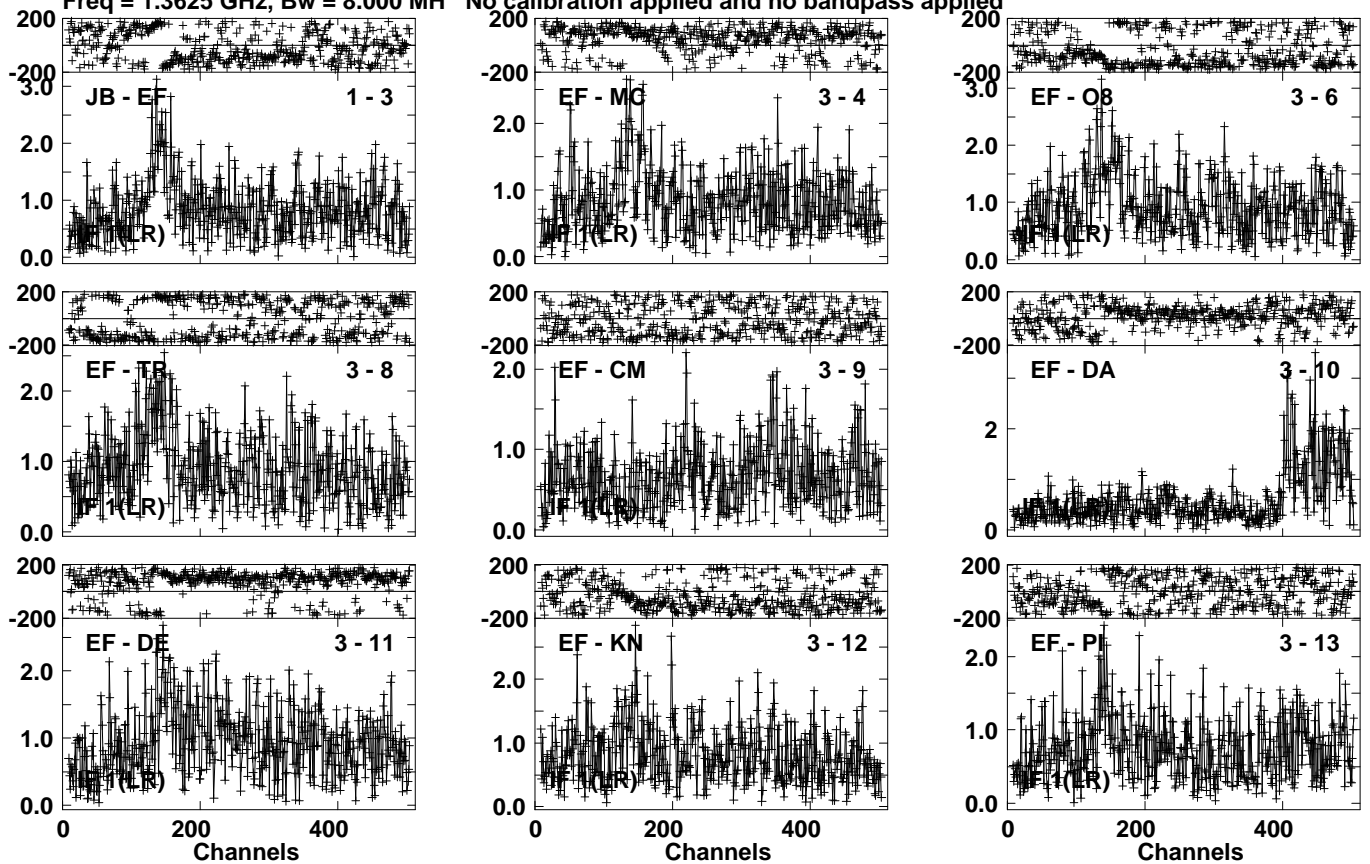 Freq = 1.3625 GHz, Bw = 8.000 MH No calibration applied and no bandpass applied
200
-200
JB - EF 1 - 3
3.0
2.0
1.0
0.0
IF 1(LR)
200
-200
EF - MC 3 - 4
2.0
1.0
0.0
IF 1(LR)
200
-200
EF - O8 3 - 6
3.0
2.0
1.0
0.0
IF 1(LR)
200
-200
EF - TR 3 - 8
2.0
1.0
0.0
IF 1(LR)
200
-200
EF - CM 3 - 9
2.0
1.0
0.0
IF 1(LR)
200
-200
EF - DA 3 - 10
2
0
IF 1(LR)
200
-200
EF - DE 3 - 11
2.0
1.0
0.0
IF 1(LR)
0 200 400
Channels
200
-200
EF - KN 3 - 12
2.0
1.0
0.0
IF 1(LR)
0 200 400
Channels
200
-200
EF - PI 3 - 13
2.0
1.0
0.0
IF 1(LR)
0 200 400
Channels